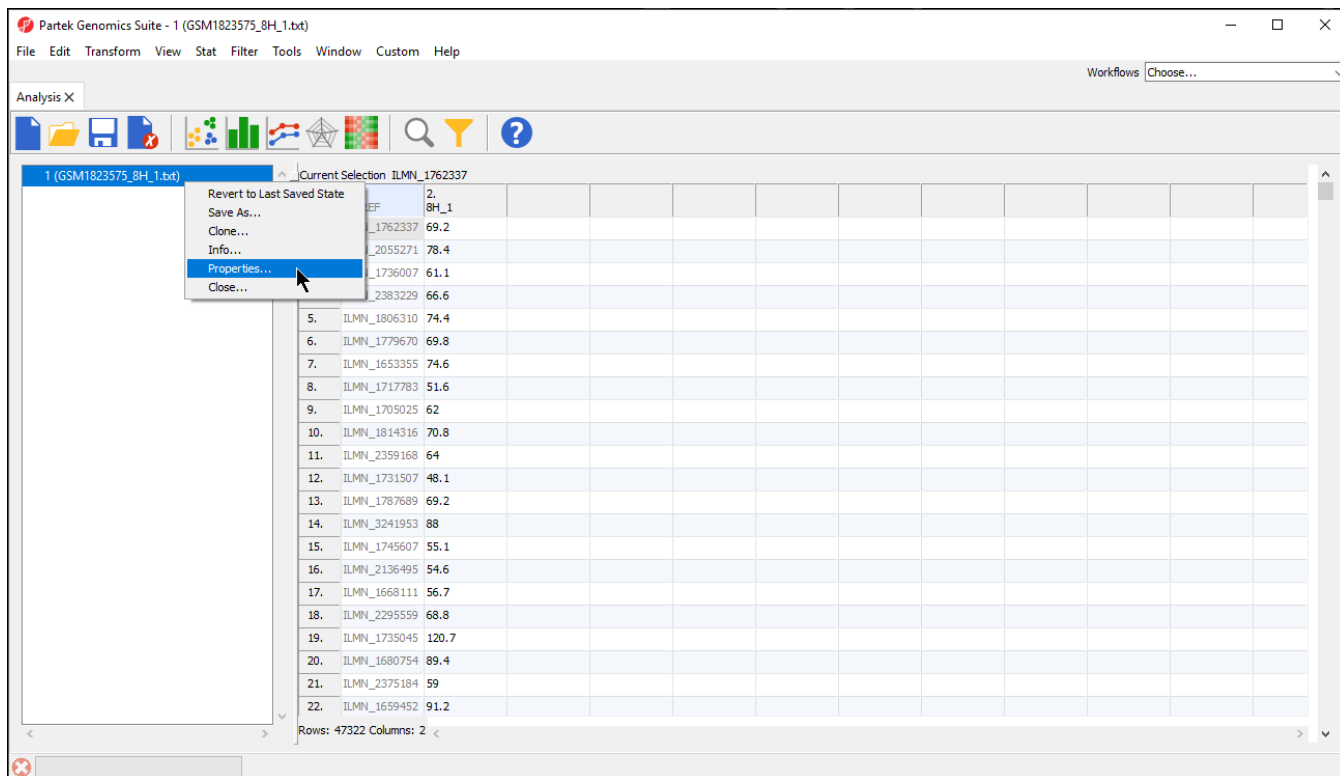 Partek Genomics Suite - 1 (GSM1823575_8H_1.txt)
File Edit Transform View Stat Filter Tools Window Custom Help
Workflows Choose...
Analysis X
1 (GSM1823575_8H_1.txt)
Current Selection ILMN_1762337
Revert to Last Saved State
Save As...
Clone...
Info...
Properties...
Close...
EF 2. 8H_1
_1762337 69.2
_2055271 78.4
_1736007 61.1
_2383229 66.6
5. ILMN_1806310 74.4
6. ILMN_1779670 69.8
7. ILMN_1653355 74.6
8. ILMN_1717783 51.6
9. ILMN_1705025 62
10. ILMN_1814316 70.8
11. ILMN_2359168 64
12. ILMN_1731507 48.1
13. ILMN_1787689 69.2
14. ILMN_3241953 88
15. ILMN_1745607 55.1
16. ILMN_2136495 54.6
17. ILMN_1668111 56.7
18. ILMN_2295559 68.8
19. ILMN_1735045 120.7
20. ILMN_1680754 89.4
21. ILMN_2375184 59
22. ILMN_1659452 91.2
Rows: 47322 Columns: 2